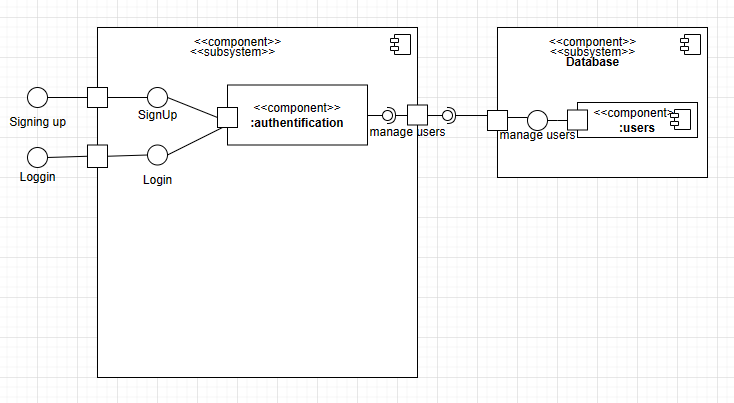 <<component>>
<<subsystem>>
Signing up
Loggin
SignUp
Login
<<component>>
:authentification
manage users
<<component>>
<<subsystem>>
Database
manage users
<<component>
:users